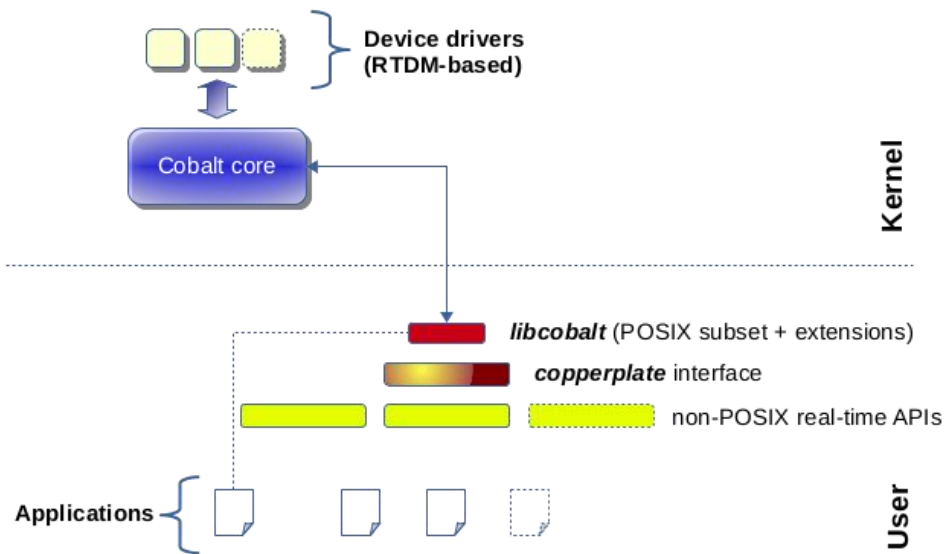 Device drivers
(RTDM-based)
Cobalt core
Kernel
libcobalt (POSIX subset + extensions)
copperplate interface
non-POSIX real-time APIs
Applications
User